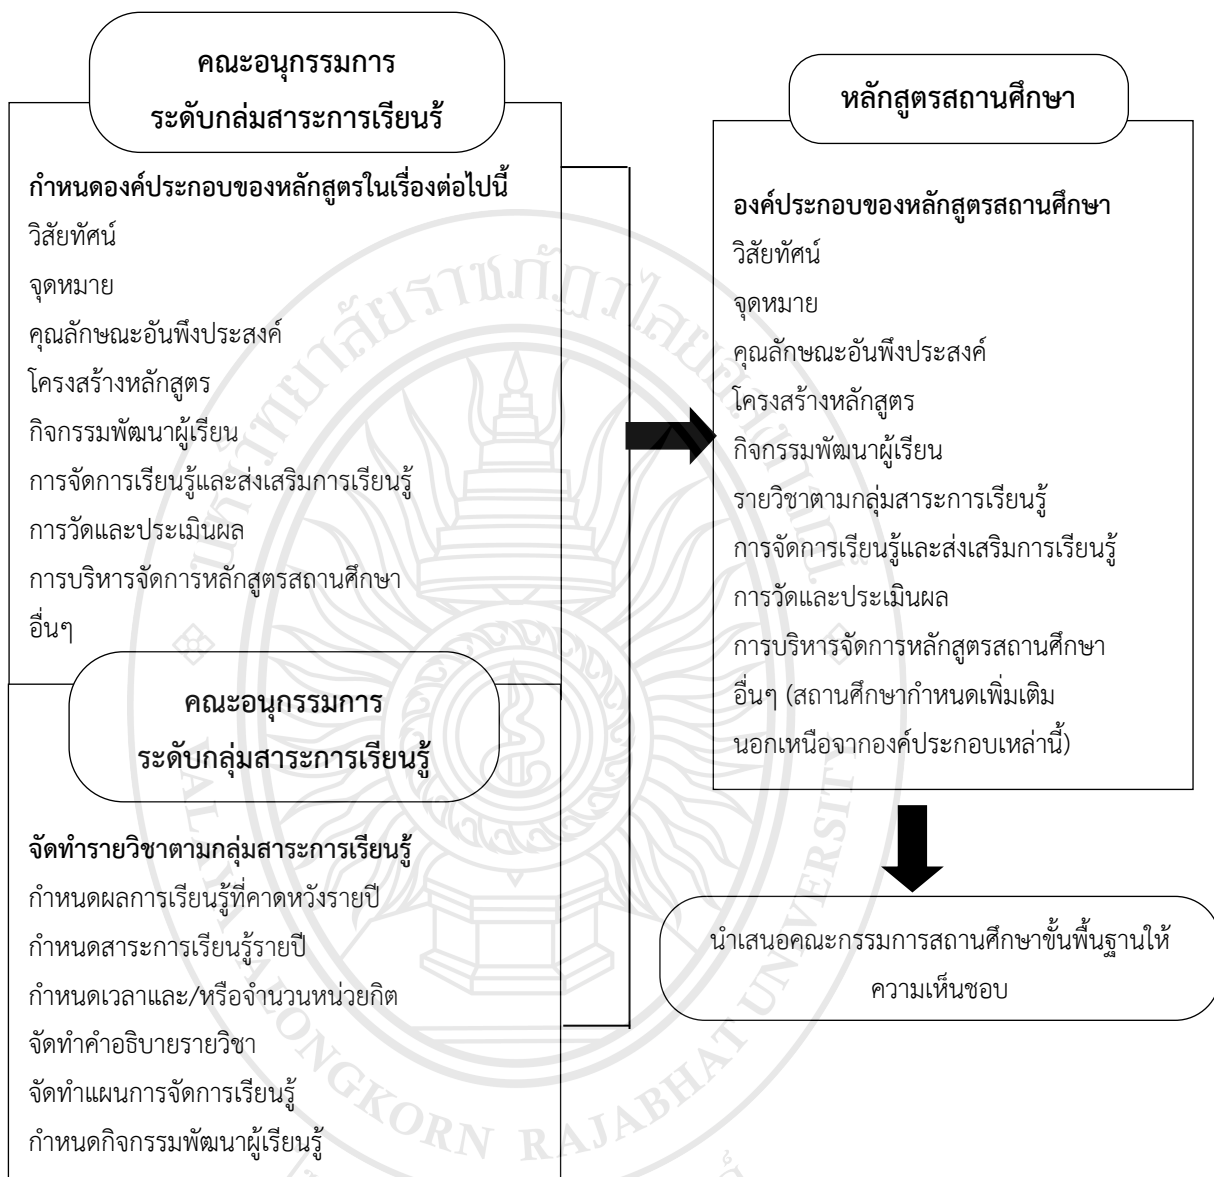 คณะอนุกรรมการ
ระดับกลุ่มสาระการเรียนรู้
กำหนดองค์ประกอบของหลักสูตรในเรื่องต่อไปนี้
วิสัยทัศน์
จุดหมาย
คุณลักษณะอันพึงประสงค์
โครงสร้างหลักสูตร
กิจกรรมพัฒนาผู้เรียน
การจัดการเรียนรู้และส่งเสริมการเรียนรู้
การวัดและประเมินผล
การบริหารจัดการหลักสูตรสถานศึกษา
อื่นๆ
คณะอนุกรรมการ
ระดับกลุ่มสาระการเรียนรู้
จัดทำรายวิชาตามกลุ่มสาระการเรียนรู้
กำหนดผลการเรียนรู้ที่คาดหวังรายปี
กำหนดสาระการเรียนรู้รายปี
กำหนดเวลาและ/หรือจำนวนหน่วยกิต
จัดทำคำอธิบายรายวิชา
จัดทำแผนการจัดการเรียนรู้
กำหนดกิจกรรมพัฒนาผู้เรียนรู้
หลักสูตรสถานศึกษา
องค์ประกอบของหลักสูตรสถานศึกษา
วิสัยทัศน์
จุดหมาย
คุณลักษณะอันพึงประสงค์
โครงสร้างหลักสูตร
กิจกรรมพัฒนาผู้เรียน
รายวิชาตามกลุ่มสาระการเรียนรู้
การจัดการเรียนรู้และส่งเสริมการเรียนรู้
การวัดและประเมินผล
การบริหารจัดการหลักสูตรสถานศึกษา
อื่นๆ (สถานศึกษากำหนดเพิ่มเติม
นอกเหนือจากองค์ประกอบเหล่านี้)
นำเสนอคณะกรรมการสถานศึกษาขั้นพื้นฐานให้
ความเห็นชอบ
VALAYA ALONGKORN RAJABHAT UNIVERSITY